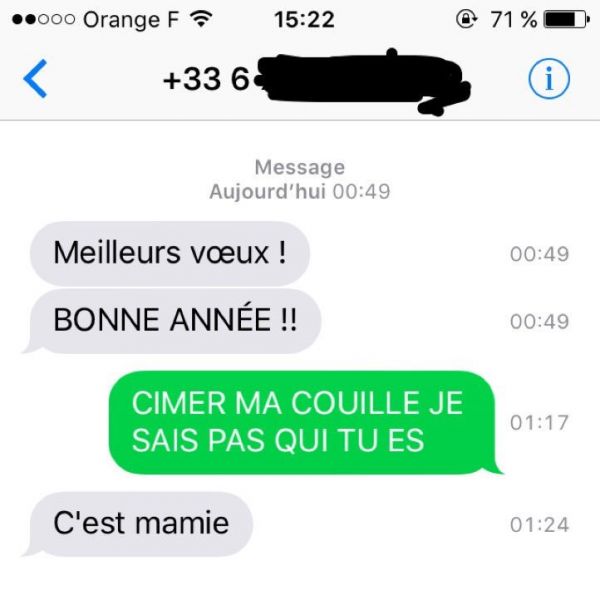 Orange F 15:22 71 %
+33 6
Message
Aujourd'hui 00:49
Meilleurs vœux ! 00:49
BONNE ANNÉE !! 00:49
CIMER MA COUILLE JE
SAIS PAS QUI TU ES 01:17
C'est mamie 01:24